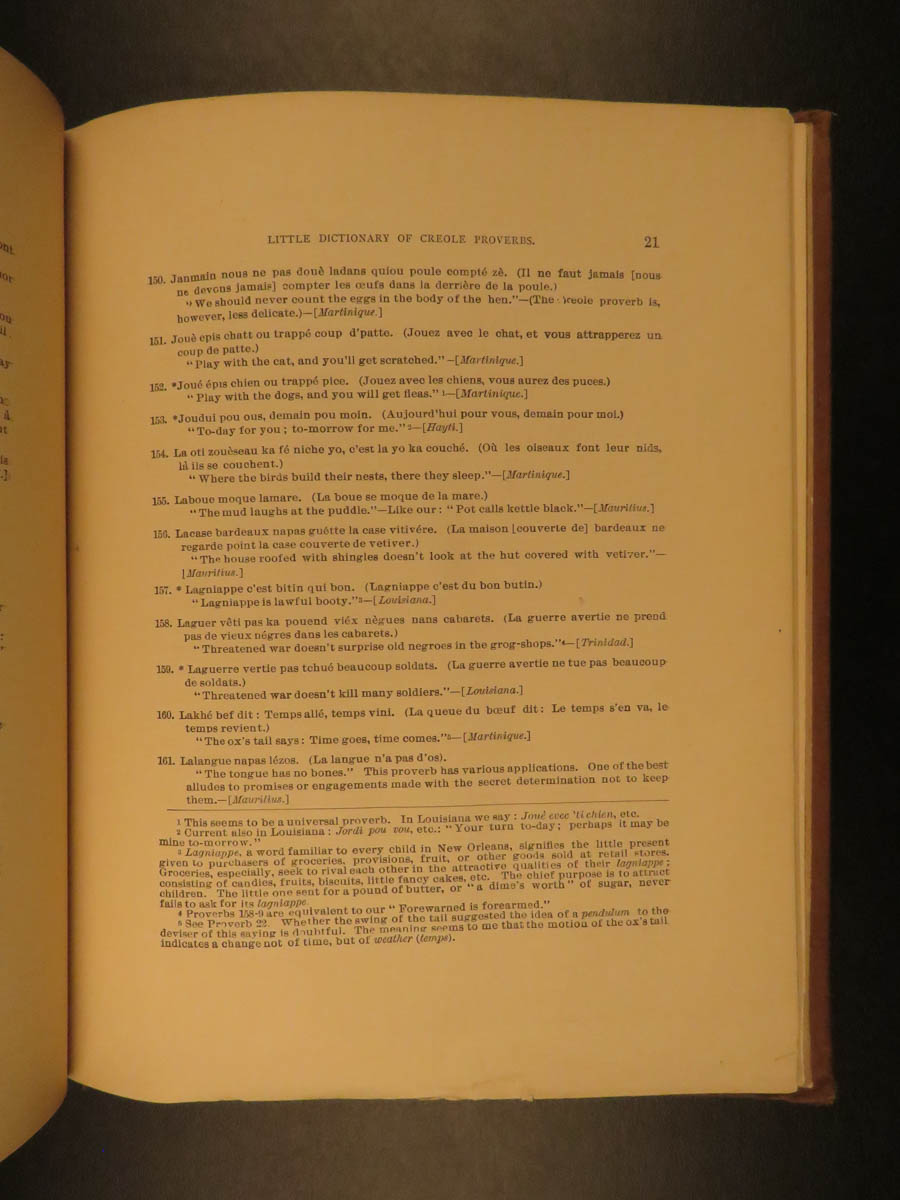 LITTLE DICTIONARY OF CREOLE PROVERBS. 21
150. Janmain nous ne pas douè ladans quiou poule compté zè. (Il ne faut jamais [nous
ne devons jamais] compter les œufs dans la derrière de la poule.)
"We should never count the eggs in the body of the hen."—(The Creole proverb is,
however, less delicate.)—[Martinique.]
151. Jouè epis chatt ou trappé coup d'patte. (Jouez avec le chat, et vous attrapperez un
coup de patte.)
"Play with the cat, and you'll get scratched."—[Martinique.]
152. *Joué épis chien ou trappé pice. (Jouez avec les chiens, vous aurez des puces.)
"Play with the dogs, and you will get fleas." 1—[Martinique.]
153. *Joudui pou ous, demain pou moin. (Aujourd'hui pour vous, demain pour moi.)
"To-day for you; to-morrow for me." 2—[Hayti.]
154. La oti zouèseau ka fé niche yo, c'est la yo ka couché. (Où les oiseaux font leur nids,
là ils se couchent.)
"Where the birds build their nests, there they sleep."—[Martinique.]
155. Laboue moque lamare. (La boue se moque de la mare.)
"The mud laughs at the puddle."—Like our: "Pot calls kettle black."—[Mauritius.]
156. Lacase bardeaux napas guétte la case vitivére. (La maison [couverte de] bardeaux ne
regarde point la case couverte de vetiver.)
"The house roofed with shingles doesn't look at the hut covered with vetiver."—
[Mauritius.]
157. * Lagniappe c'est bitin qui bon. (Lagniappe c'est du bon butin.)
"Lagniappe is lawful booty." 3—[Louisiana.]
158. Laguer vêti pas ka pouend viéx nègues nans cabarets. (La guerre avertie ne prend
pas de vieux négres dans les cabarets.)
"Threatened war doesn't surprise old negroes in the grog-shops." 4—[Trinidad.]
159. * Laguerre vertie pas tchué beaucoup soldats. (La guerre avertie ne tue pas beaucoup
de soldats.)
"Threatened war doesn't kill many soldiers."—[Louisiana.]
160. Lakhé bef dit: Temps allé, temps vini. (La queue du bœuf dit: Le temps s'en va, le
temps revient.)
"The ox's tail says: Time goes, time comes." 5—[Martinique.]
161. Lalangue napas lézos. (La langue n'a pas d'os).
"The tongue has no bones." This proverb has various applications. One of the best
alludes to promises or engagements made with the secret determination not to keep
them.—[Mauritius.]
1 This seems to be a universal proverb. In Louisiana we say: Joué evec 'ti chien, etc.
2 Current also in Louisiana: Jordi pou vou, etc.: "Your turn to-day; perhaps it may be
mine to-morrow."
3 Lagniappe, a word familiar to every child in New Orleans, signifies the little present
given to purchasers of groceries, provisions, fruit, or other goods sold at retail stores.
Groceries, especially, seek to rival each other in the attractive qualities of their lagniappe;
consisting of candies, fruits, biscuits, little fancy cakes, etc. The chief purpose is to attract
children. The little one sent for a pound of butter, or "a dime's worth" of sugar, never
fails to ask for its lagniappe.
4 Proverbs 158-9 are equivalent to our "Forewarned is forearmed."
5 See Proverb 22. Whether the swing of the tail suggested the idea of a pendulum to the
deviser of this saying is doubtful. The meaning seems to me that the motion of the ox's tail
indicates a change not of time, but of weather (temps).